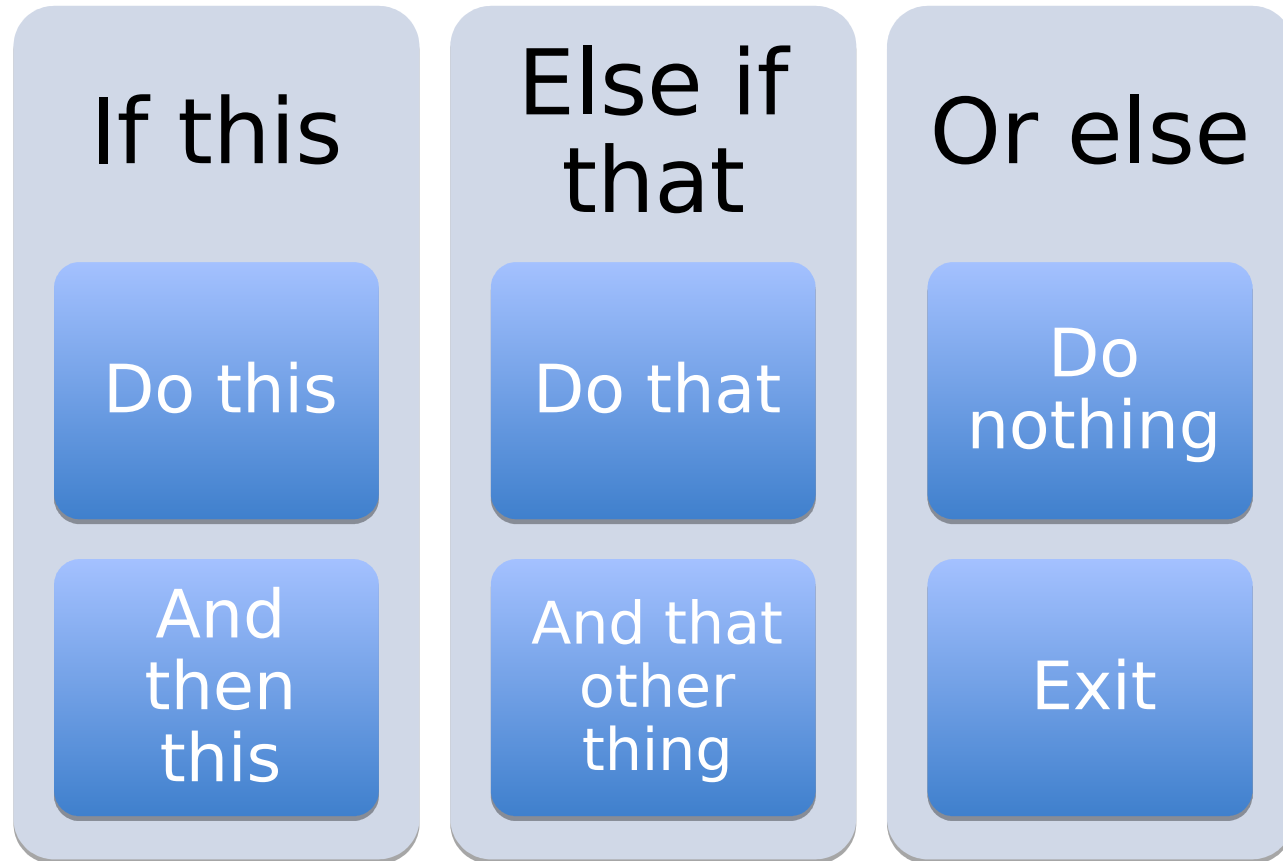 If this
Do this
And
then
this
Else if
that
Do that
And that
other
thing
Or else
Do
nothing
Exit